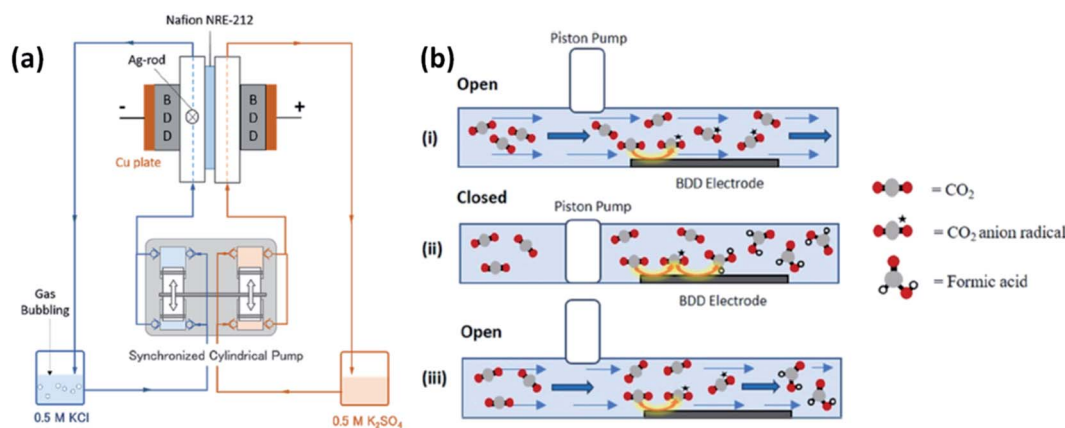 (a)
Nafion NRE-212
Ag-rod
-
B
D
D
B
D
D
+
Cu plate
Gas
Bubbling
Synchronized Cylindrical Pump
0.5 M KCl
0.5 M K₂SO₄
(b)
Piston Pump
Open
(i)
BDD Electrode
Closed
Piston Pump
(ii)
BDD Electrode
Open
(iii)
= CO₂
= CO₂ anion radical
= Formic acid